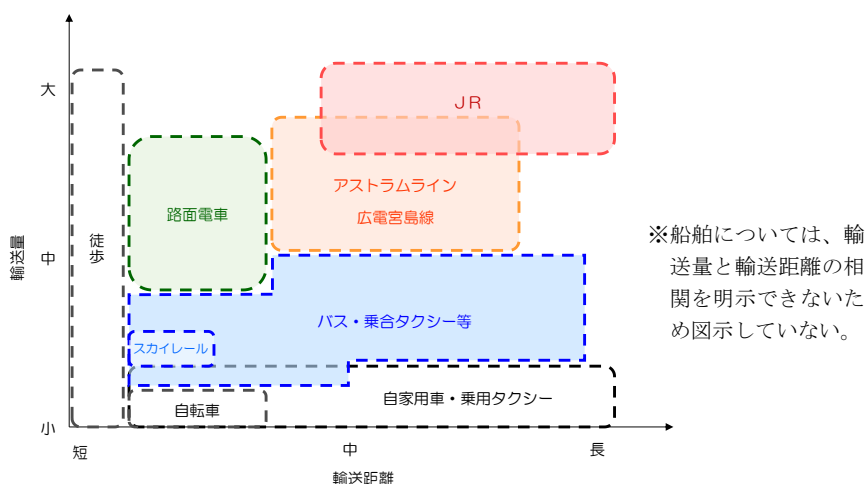 大
中
小
輸送量
徒歩
路面電車
JR
アストラムライン
広電宮島線
バス・乗合タクシー等
スカイレール
自転車
自家用車・乗用タクシー
短
中
長
輸送距離
※船舶については、輸
送量と輸送距離の相
関を明示できないた
め図示していない。